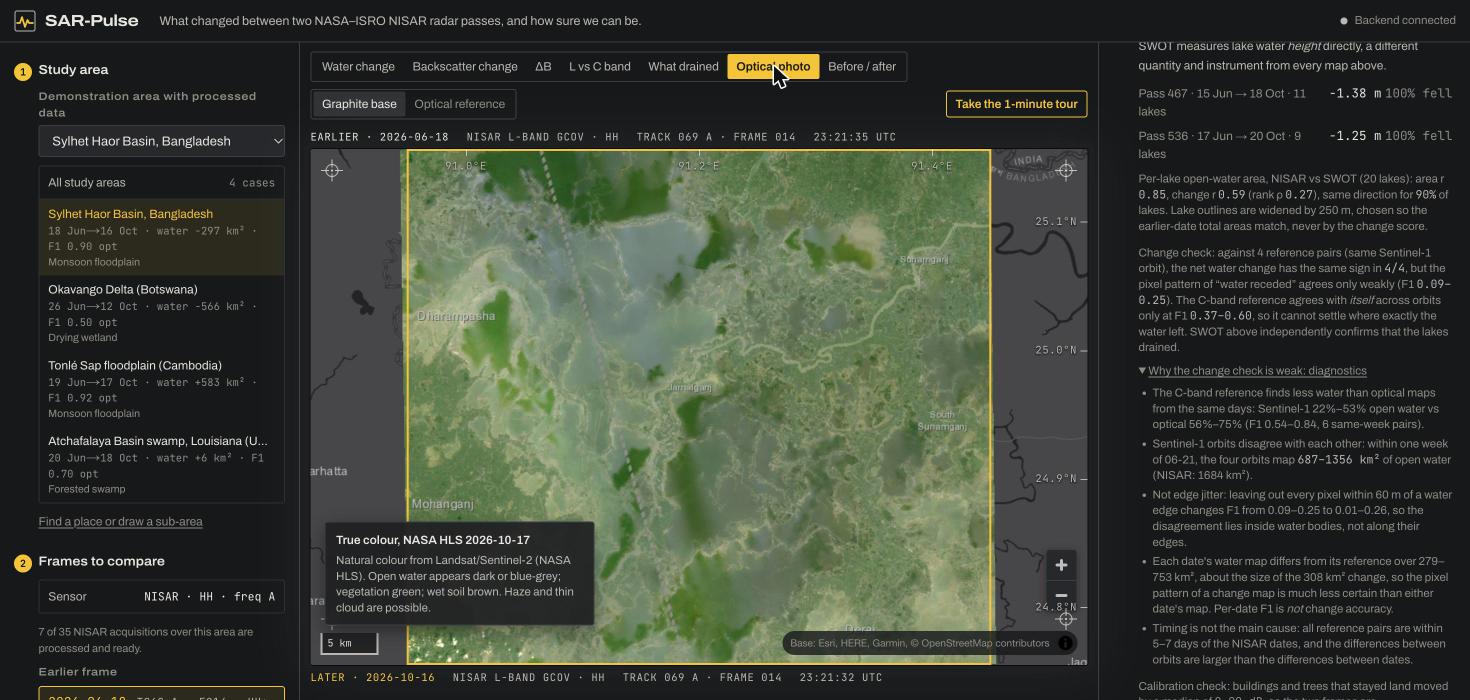 SAR-Pulse What changed between two NASA–ISRO NISAR radar passes, and how sure we can be. Backend connected
1 Study area
Demonstration area with processed
data
Sylhet Haor Basin, Bangladesh
All study areas 4 cases
Sylhet Haor Basin, Bangladesh
18 Jun→16 Oct · water -297 km² ·
F1 0.90 opt
Monsoon floodplain
Okavango Delta (Botswana)
26 Jun→12 Oct · water -566 km² ·
F1 0.50 opt
Drying wetland
Tonlé Sap floodplain (Cambodia)
19 Jun→17 Oct · water +583 km² ·
F1 0.92 opt
Monsoon floodplain
Atchafalaya Basin swamp, Louisiana (U...
20 Jun→18 Oct · water +6 km² · F1
0.70 opt
Forested swamp
Find a place or draw a sub-area
2 Frames to compare
Sensor NISAR · HH · freq A
7 of 35 NISAR acquisitions over this area are
processed and ready.
Earlier frame
Water change Backscatter change ΔB L vs C band What drained Optical photo Before / after
Graphite base Optical reference Take the 1-minute tour
EARLIER · 2026-06-18 NISAR L-BAND GCOV · HH TRACK 069 A · FRAME 014 23:21:35 UTC
91.0°E 91.2°E 91.4°E
INDIA
BANGLAD
25.1°N
Sunamganj
Dharampasha
25.0°N
Jamalganj
South
Sunamganj
arhatta
24.9°N
Mohanganj
True colour, NASA HLS 2026-10-17
Natural colour from Landsat/Sentinel-2 (NASA
HLS). Open water appears dark or blue-grey;
vegetation green; wet soil brown. Haze and thin
cloud are possible.
+
−
24.8°N
Derai
5 km
Base: Esri, HERE, Garmin, © OpenStreetMap contributors
LATER · 2026-10-16 NISAR L-BAND GCOV · HH TRACK 069 A · FRAME 014 23:21:32 UTC
SWOT measures lake water height directly, a different
quantity and instrument from every map above.
Pass 467 · 15 Jun → 18 Oct · 11 -1.38 m 100% fell
lakes
Pass 536 · 17 Jun → 20 Oct · 9 -1.25 m 100% fell
lakes
Per-lake open-water area, NISAR vs SWOT (20 lakes): area r
0.85, change r 0.59 (rank ρ 0.27), same direction for 90% of
lakes. Lake outlines are widened by 250 m, chosen so the
earlier-date total areas match, never by the change score.
Change check: against 4 reference pairs (same Sentinel-1
orbit), the net water change has the same sign in 4/4, but the
pixel pattern of “water receded” agrees only weakly (F1 0.09–
0.25). The C-band reference agrees with itself across orbits
only at F1 0.37–0.60, so it cannot settle where exactly the
water left. SWOT above independently confirms that the lakes
drained.
▼ Why the change check is weak: diagnostics
• The C-band reference finds less water than optical maps
from the same days: Sentinel-1 22%–53% open water vs
optical 56%–75% (F1 0.54–0.84, 6 same-week pairs).
• Sentinel-1 orbits disagree with each other: within one week
of 06-21, the four orbits map 687–1356 km² of open water
(NISAR: 1684 km²).
• Not edge jitter: leaving out every pixel within 60 m of a water
edge changes F1 from 0.09–0.25 to 0.01–0.26, so the
disagreement lies inside water bodies, not along their
edges.
• Each date's water map differs from its reference over 279–
753 km², about the size of the 308 km² change, so the pixel
pattern of a change map is much less certain than either
date's map. Per-date F1 is not change accuracy.
• Timing is not the main cause: all reference pairs are within
5–7 days of the NISAR dates, and the differences between
orbits are larger than the differences between dates.
Calibration check: buildings and trees that stayed land moved